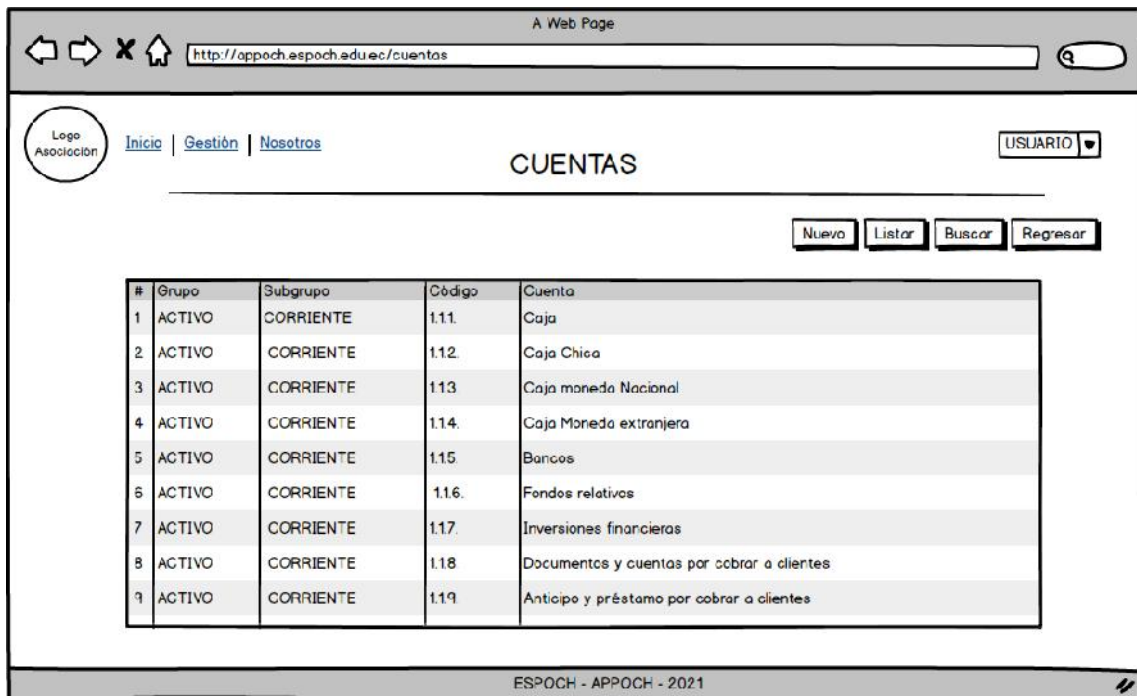 A Web Page
http://appoch.espoch.edu.ec/cuentas
Logo
Asociación
Inicio | Gestión | Nosotros
USUARIO
CUENTAS
Nuevo Listar Buscar Regresar
# Grupo Subgrupo Código Cuenta
1 ACTIVO CORRIENTE 1.1.1. Caja
2 ACTIVO CORRIENTE 1.1.2. Caja Chica
3 ACTIVO CORRIENTE 1.1.3 Caja moneda Nacional
4 ACTIVO CORRIENTE 1.1.4. Caja Moneda extranjera
5 ACTIVO CORRIENTE 1.1.5. Bancos
6 ACTIVO CORRIENTE 1.1.6. Fondos relativos
7 ACTIVO CORRIENTE 1.1.7. Inversiones financieras
8 ACTIVO CORRIENTE 1.1.8. Documentos y cuentas por cobrar a clientes
9 ACTIVO CORRIENTE 1.1.9. Anticipo y préstamo por cobrar a clientes
ESPOCH - APPOCH - 2021